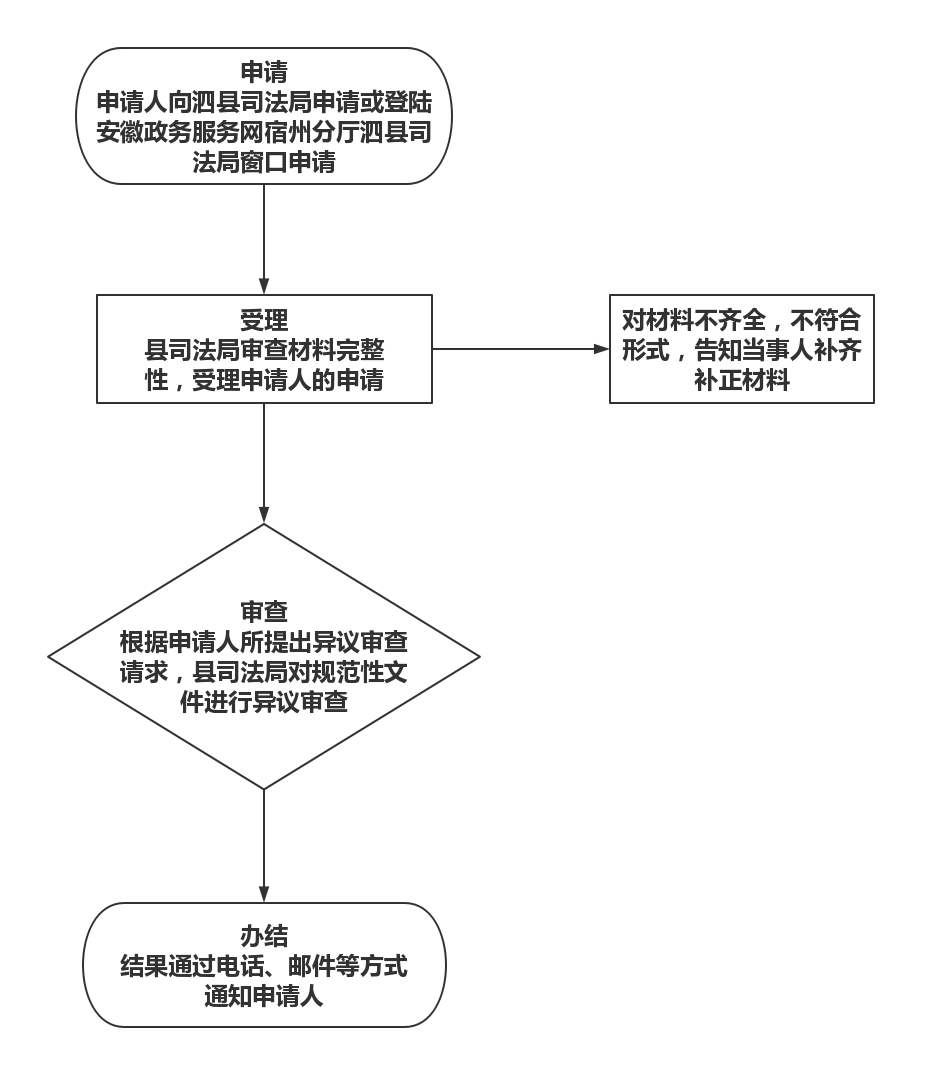 申请
申请人向泗县司法局申请或登陆
安徽政务服务网宿州分厅泗县司
法局窗口申请
受理
县司法局审查材料完整
性，受理申请人的申请
对材料不齐全，不符合
形式，告知当事人补齐
补正材料
审查
根据申请人所提出异议审查
请求，县司法局对规范性文
件进行异议审查
办结
结果通过电话、邮件等方式
通知申请人